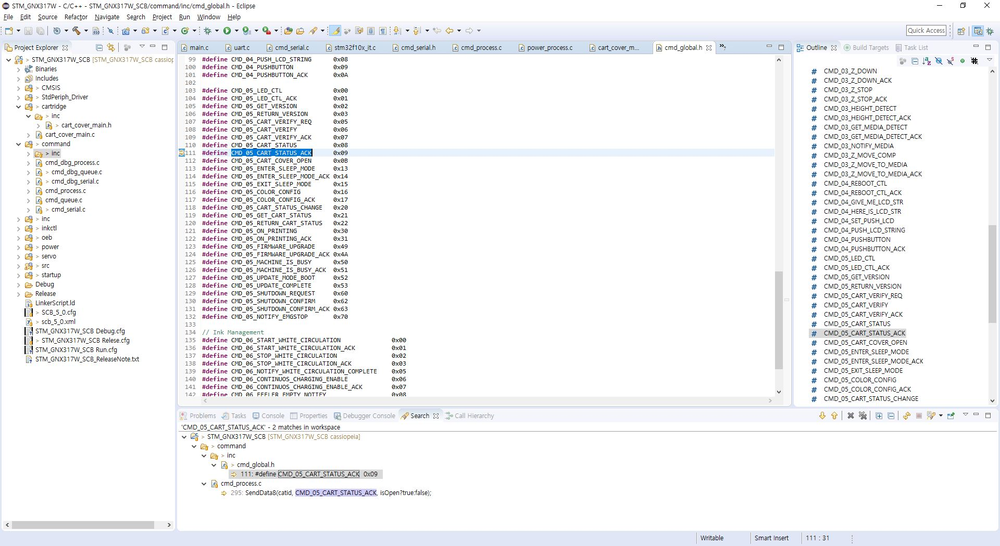 STM_GNX317W - C/C++ - STM_GNX317W_SCB/command/inc/cmd_global.h - Eclipse
File Edit Source Refactor Navigate Search Project Run Window Help
Quick Access
Project Explorer
> STM_GNX317W_SCB [STM_GNX317W_SCB cassiop
Binaries
Includes
> CMSIS
> StdPeriph_Driver
> cartridge
> inc
> cart_cover_main.h
cart_cover_main.c
> command
> inc
cmd_dbg_process.c
> cmd_dbg_queue.c
> cmd_dbg_serial.c
cmd_process.c
cmd_queue.c
> cmd_serial.c
> inc
> inkctl
> oeb
> power
> servo
> src
> startup
Debug
Release
LinkerScript.ld
> SCB_5_0.cfg
> scb_5_0.xml
STM_GNX317W_SCB Debug.cfg
> STM_GNX317W_SCB Relese.cfg
STM_GNX317W_SCB Run.cfg
STM_GNX317W_SCB_ReleaseNote.txt
main.c uart.c cmd_serial.c stm32f10x_it.c cmd_serial.h cmd_process.c power_process.c cart_cover_m... cmd_global.h »7
99 #define CMD_04_PUSH_LCD_STRING 0x08
100 #define CMD_04_PUSHBUTTON 0x09
101 #define CMD_04_PUSHBUTTON_ACK 0x0A
102
103 #define CMD_05_LED_CTL 0x00
104 #define CMD_05_LED_CTL_ACK 0x01
105 #define CMD_05_GET_VERSION 0x02
106 #define CMD_05_RETURN_VERSION 0x03
107 #define CMD_05_CART_VERIFY_REQ 0x05
108 #define CMD_05_CART_VERIFY 0x06
109 #define CMD_05_CART_VERIFY_ACK 0x07
110 #define CMD_05_CART_STATUS 0x08
111 #define CMD_05_CART_STATUS_ACK 0x09
112 #define CMD_05_CART_COVER_OPEN 0x0B
113 #define CMD_05_ENTER_SLEEP_MODE 0x13
114 #define CMD_05_ENTER_SLEEP_MODE_ACK 0x14
115 #define CMD_05_EXIT_SLEEP_MODE 0x15
116 #define CMD_05_COLOR_CONFIG 0x16
117 #define CMD_05_COLOR_CONFIG_ACK 0x17
118 #define CMD_05_CART_STATUS_CHANGE 0x20
119 #define CMD_05_GET_CART_STATUS 0x21
120 #define CMD_05_RETURN_CART_STATUS 0x22
121 #define CMD_05_ON_PRINTING 0x30
122 #define CMD_05_ON_PRINTING_ACK 0x31
123 #define CMD_05_FIRMWARE_UPGRADE 0x49
124 #define CMD_05_FIRMWARE_UPGRADE_ACK 0x4A
125 #define CMD_05_MACHINE_IS_BUSY 0x50
126 #define CMD_05_MACHINE_IS_BUSY_ACK 0x51
127 #define CMD_05_UPDATE_MODE_BOOT 0x52
128 #define CMD_05_UPDATE_COMPLETE 0x53
129 #define CMD_05_SHUTDOWN_REQUEST 0x60
130 #define CMD_05_SHUTDOWN_CONFIRM 0x62
131 #define CMD_05_SHUTDOWN_CONFIRM_ACK 0x63
132 #define CMD_05_NOTIFY_EMGSTOP 0x70
133
134 // Ink Management
135 #define CMD_06_START_WHITE_CIRCULATION 0x00
136 #define CMD_06_START_WHITE_CIRCULATION_ACK 0x01
137 #define CMD_06_STOP_WHITE_CIRCULATION 0x02
138 #define CMD_06_STOP_WHITE_CIRCULATION_ACK 0x03
139 #define CMD_06_NOTIFY_WHITE_CIRCULATION_COMPLETE 0x05
140 #define CMD_06_CONTINUOS_CHARGING_ENABLE 0x06
141 #define CMD_06_CONTINUOS_CHARGING_ENABLE_ACK 0x07
142 #define CMD_06_FEELER_EMPTY_NOTIFY 0x08
Outline Build Targets Task List
# CMD_03_Z_DOWN
# CMD_03_Z_DOWN_ACK
# CMD_03_Z_STOP
# CMD_03_Z_STOP_ACK
# CMD_03_HEIGHT_DETECT
# CMD_03_HEIGHT_DETECT_ACK
# CMD_03_GET_MEDIA_DETECT
# CMD_03_GET_MEDIA_DETECT_ACK
# CMD_03_NOTIFY_MEDIA
# CMD_03_Z_MOVE_COMP
# CMD_03_Z_MOVE_TO_MEDIA
# CMD_03_Z_MOVE_TO_MEDIA_ACK
# CMD_04_REBOOT_CTL
# CMD_04_REBOOT_CTL_ACK
# CMD_04_GIVE_ME_LCD_STR
# CMD_04_HERE_IS_LCD_STR
# CMD_04_SET_PUSH_LCD
# CMD_04_PUSH_LCD_STRING
# CMD_04_PUSHBUTTON
# CMD_04_PUSHBUTTON_ACK
# CMD_05_LED_CTL
# CMD_05_LED_CTL_ACK
# CMD_05_GET_VERSION
# CMD_05_RETURN_VERSION
# CMD_05_CART_VERIFY_REQ
# CMD_05_CART_VERIFY
# CMD_05_CART_VERIFY_ACK
# CMD_05_CART_STATUS
# CMD_05_CART_STATUS_ACK
# CMD_05_CART_COVER_OPEN
# CMD_05_ENTER_SLEEP_MODE
# CMD_05_ENTER_SLEEP_MODE_ACK
# CMD_05_EXIT_SLEEP_MODE
# CMD_05_COLOR_CONFIG
# CMD_05_COLOR_CONFIG_ACK
# CMD_05_CART_STATUS_CHANGE
Problems Tasks Console Properties Debugger Console Search Call Hierarchy
'CMD_05_CART_STATUS_ACK' - 2 matches in workspace
> STM_GNX317W_SCB [STM_GNX317W_SCB cassiopeia]
> command
> inc
> cmd_global.h
111: #define CMD_05_CART_STATUS_ACK 0x09
cmd_process.c
295: SendData8(catid, CMD_05_CART_STATUS_ACK, isOpen?true:false);
Writable Smart Insert 111 : 31